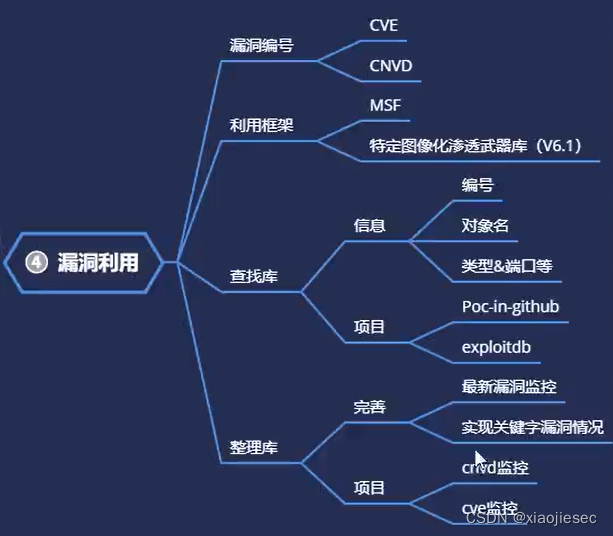 ④ 漏洞利用
漏洞编号
CVE
CNVD
利用框架
MSF
特定图像化渗透武器库（V6.1）
查找库
信息
编号
对象名
类型&端口等
项目
Poc-in-github
exploitdb
整理库
完善
最新漏洞监控
实现关键字漏洞情况
项目
cnvd监控
cve监控
CSDN @xiaojiesec